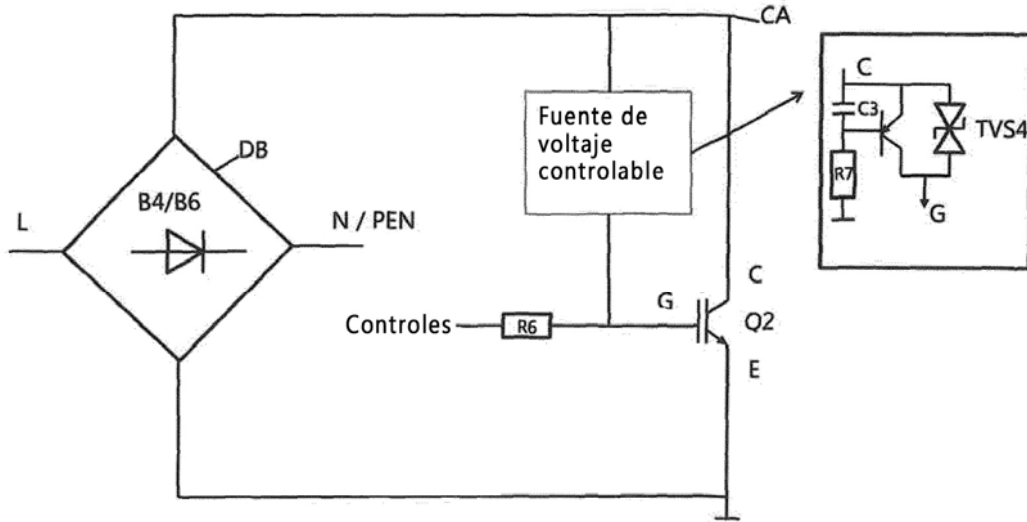 CA
Fuente de
voltaje
controlable
C
C3
TVS4
R7
G
DB
B4/B6
L
N / PEN
C
G
Q2
Controles
R6
E